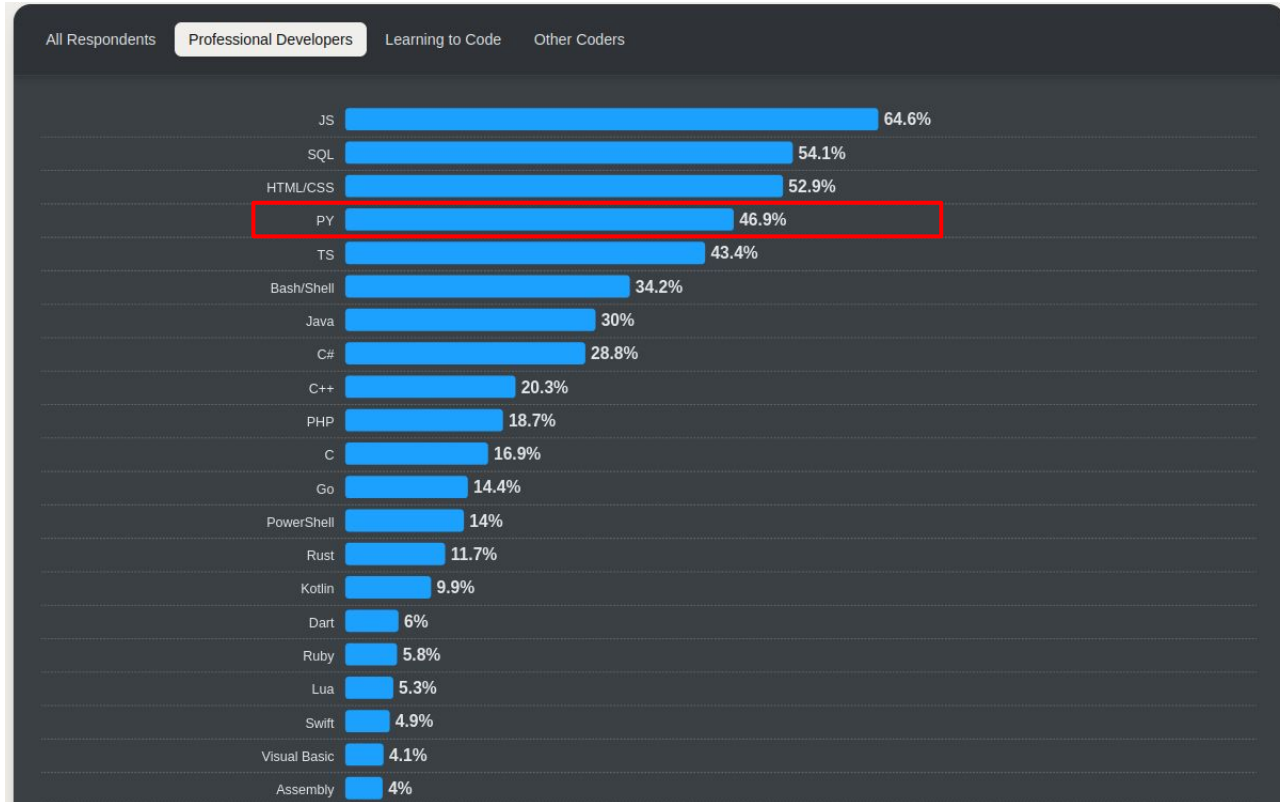 All Respondents Professional Developers Learning to Code Other Coders
JS 64.6%
SQL 54.1%
HTML/CSS 52.9%
PY 46.9%
TS 43.4%
Bash/Shell 34.2%
Java 30%
C# 28.8%
C++ 20.3%
PHP 18.7%
C 16.9%
Go 14.4%
PowerShell 14%
Rust 11.7%
Kotlin 9.9%
Dart 6%
Ruby 5.8%
Lua 5.3%
Swift 4.9%
Visual Basic 4.1%
Assembly 4%